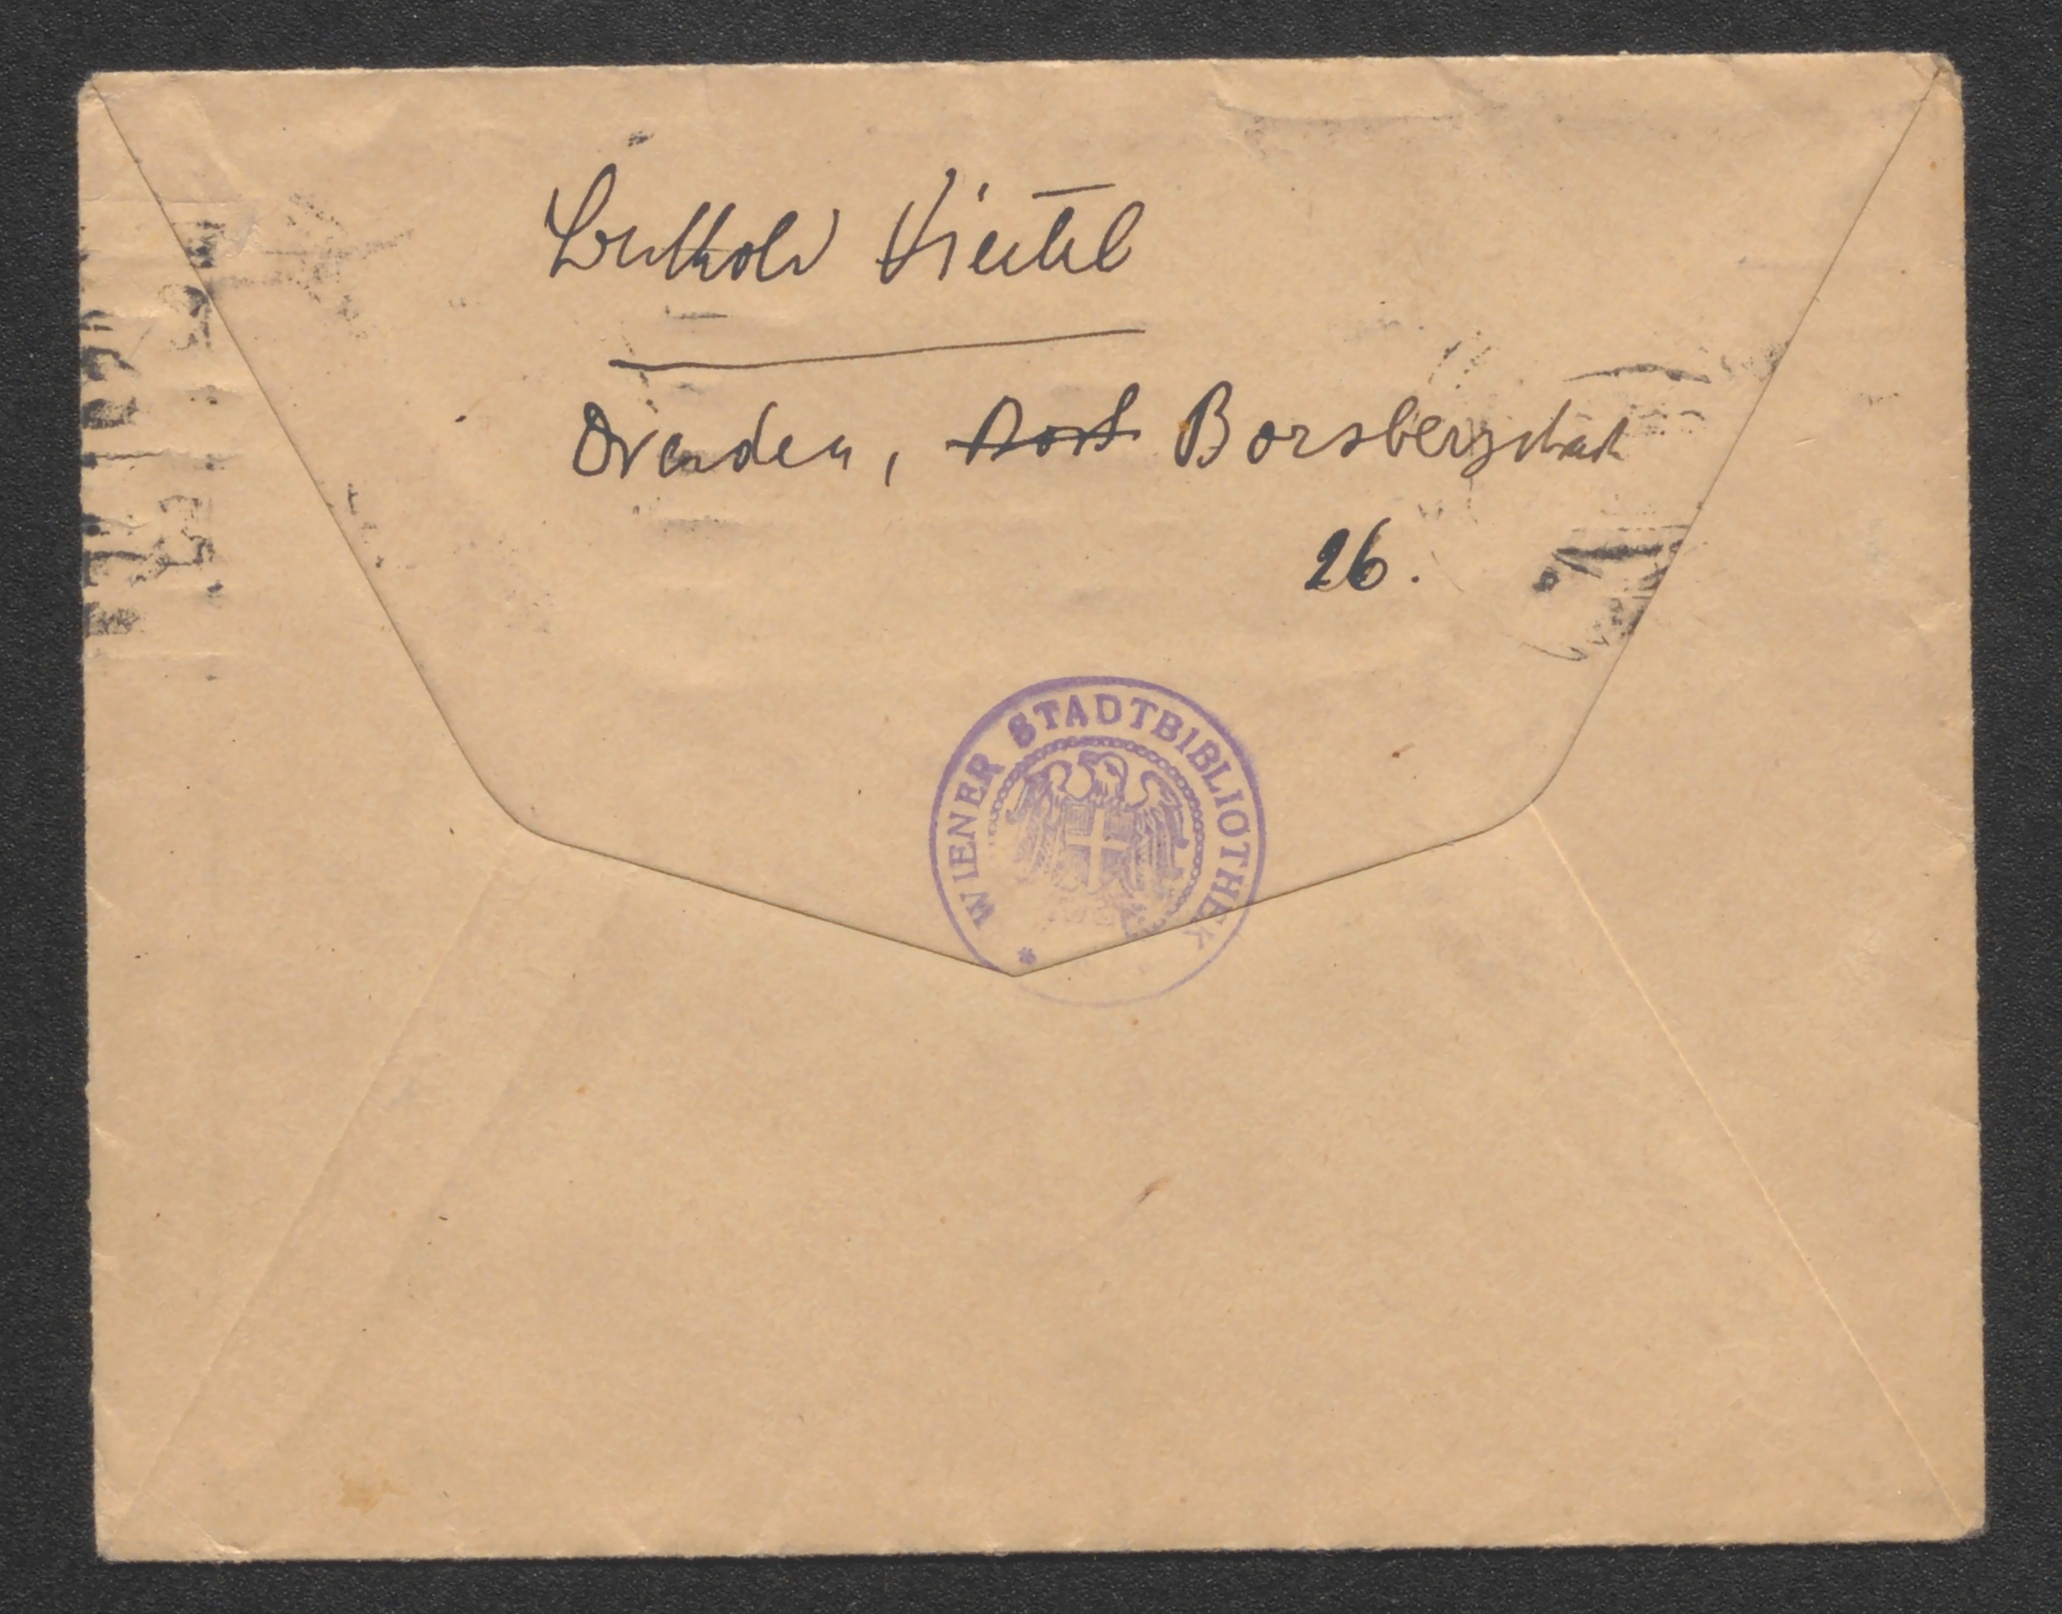 Berthold Viertel
Dresden, Borsbergstraße
26.
WIENER STADTBIBLIOTHEK